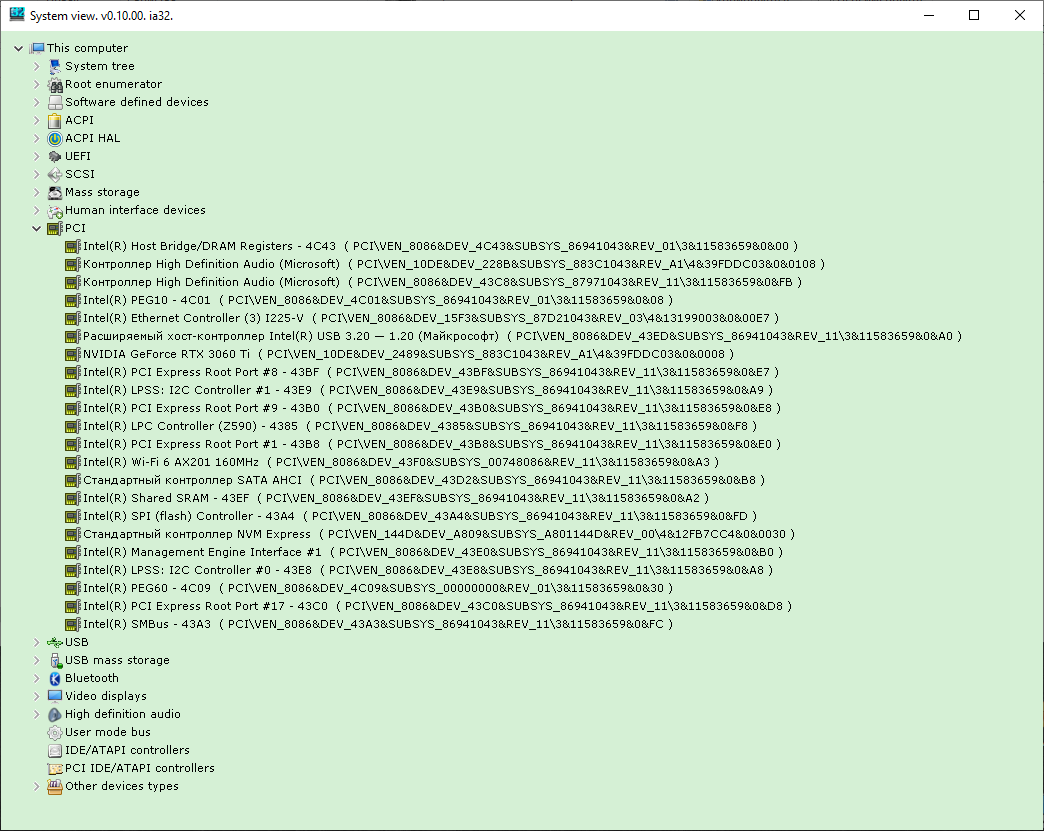 System view. v0.10.00. ia32.
This computer
System tree
Root enumerator
Software defined devices
ACPI
ACPI HAL
UEFI
SCSI
Mass storage
Human interface devices
PCI
Intel(R) Host Bridge/DRAM Registers - 4C43 ( PCI\VEN_8086&DEV_4C43&SUBSYS_86941043&REV_01\3&11583659&0&00 )
Контроллер High Definition Audio (Microsoft) ( PCI\VEN_10DE&DEV_228B&SUBSYS_883C1043&REV_A1\4&39FDDC03&0&0108 )
Контроллер High Definition Audio (Microsoft) ( PCI\VEN_8086&DEV_43C8&SUBSYS_87971043&REV_11\3&11583659&0&FB )
Intel(R) PEG10 - 4C01 ( PCI\VEN_8086&DEV_4C01&SUBSYS_86941043&REV_01\3&11583659&0&08 )
Intel(R) Ethernet Controller (3) I225-V ( PCI\VEN_8086&DEV_15F3&SUBSYS_87D21043&REV_03\4&13199003&0&00E7 )
Расширяемый хост-контроллер Intel(R) USB 3.20 — 1.20 (Майкрософт) ( PCI\VEN_8086&DEV_43ED&SUBSYS_86941043&REV_11\3&11583659&0&A0 )
NVIDIA GeForce RTX 3060 Ti ( PCI\VEN_10DE&DEV_2489&SUBSYS_883C1043&REV_A1\4&39FDDC03&0&0008 )
Intel(R) PCI Express Root Port #8 - 43BF ( PCI\VEN_8086&DEV_43BF&SUBSYS_86941043&REV_11\3&11583659&0&E7 )
Intel(R) LPSS: I2C Controller #1 - 43E9 ( PCI\VEN_8086&DEV_43E9&SUBSYS_86941043&REV_11\3&11583659&0&A9 )
Intel(R) PCI Express Root Port #9 - 43B0 ( PCI\VEN_8086&DEV_43B0&SUBSYS_86941043&REV_11\3&11583659&0&E8 )
Intel(R) LPC Controller (Z590) - 4385 ( PCI\VEN_8086&DEV_4385&SUBSYS_86941043&REV_11\3&11583659&0&F8 )
Intel(R) PCI Express Root Port #1 - 43B8 ( PCI\VEN_8086&DEV_43B8&SUBSYS_86941043&REV_11\3&11583659&0&E0 )
Intel(R) Wi-Fi 6 AX201 160MHz ( PCI\VEN_8086&DEV_43F0&SUBSYS_00748086&REV_11\3&11583659&0&A3 )
Стандартный контроллер SATA AHCI ( PCI\VEN_8086&DEV_43D2&SUBSYS_86941043&REV_11\3&11583659&0&B8 )
Intel(R) Shared SRAM - 43EF ( PCI\VEN_8086&DEV_43EF&SUBSYS_86941043&REV_11\3&11583659&0&A2 )
Intel(R) SPI (flash) Controller - 43A4 ( PCI\VEN_8086&DEV_43A4&SUBSYS_86941043&REV_11\3&11583659&0&FD )
Стандартный контроллер NVM Express ( PCI\VEN_144D&DEV_A809&SUBSYS_A801144D&REV_00\4&12FB7CC4&0&0030 )
Intel(R) Management Engine Interface #1 ( PCI\VEN_8086&DEV_43E0&SUBSYS_86941043&REV_11\3&11583659&0&B0 )
Intel(R) LPSS: I2C Controller #0 - 43E8 ( PCI\VEN_8086&DEV_43E8&SUBSYS_86941043&REV_11\3&11583659&0&A8 )
Intel(R) PEG60 - 4C09 ( PCI\VEN_8086&DEV_4C09&SUBSYS_00000000&REV_01\3&11583659&0&30 )
Intel(R) PCI Express Root Port #17 - 43C0 ( PCI\VEN_8086&DEV_43C0&SUBSYS_86941043&REV_11\3&11583659&0&D8 )
Intel(R) SMBus - 43A3 ( PCI\VEN_8086&DEV_43A3&SUBSYS_86941043&REV_11\3&11583659&0&FC )
USB
USB mass storage
Bluetooth
Video displays
High definition audio
User mode bus
IDE/ATAPI controllers
PCI IDE/ATAPI controllers
Other devices types